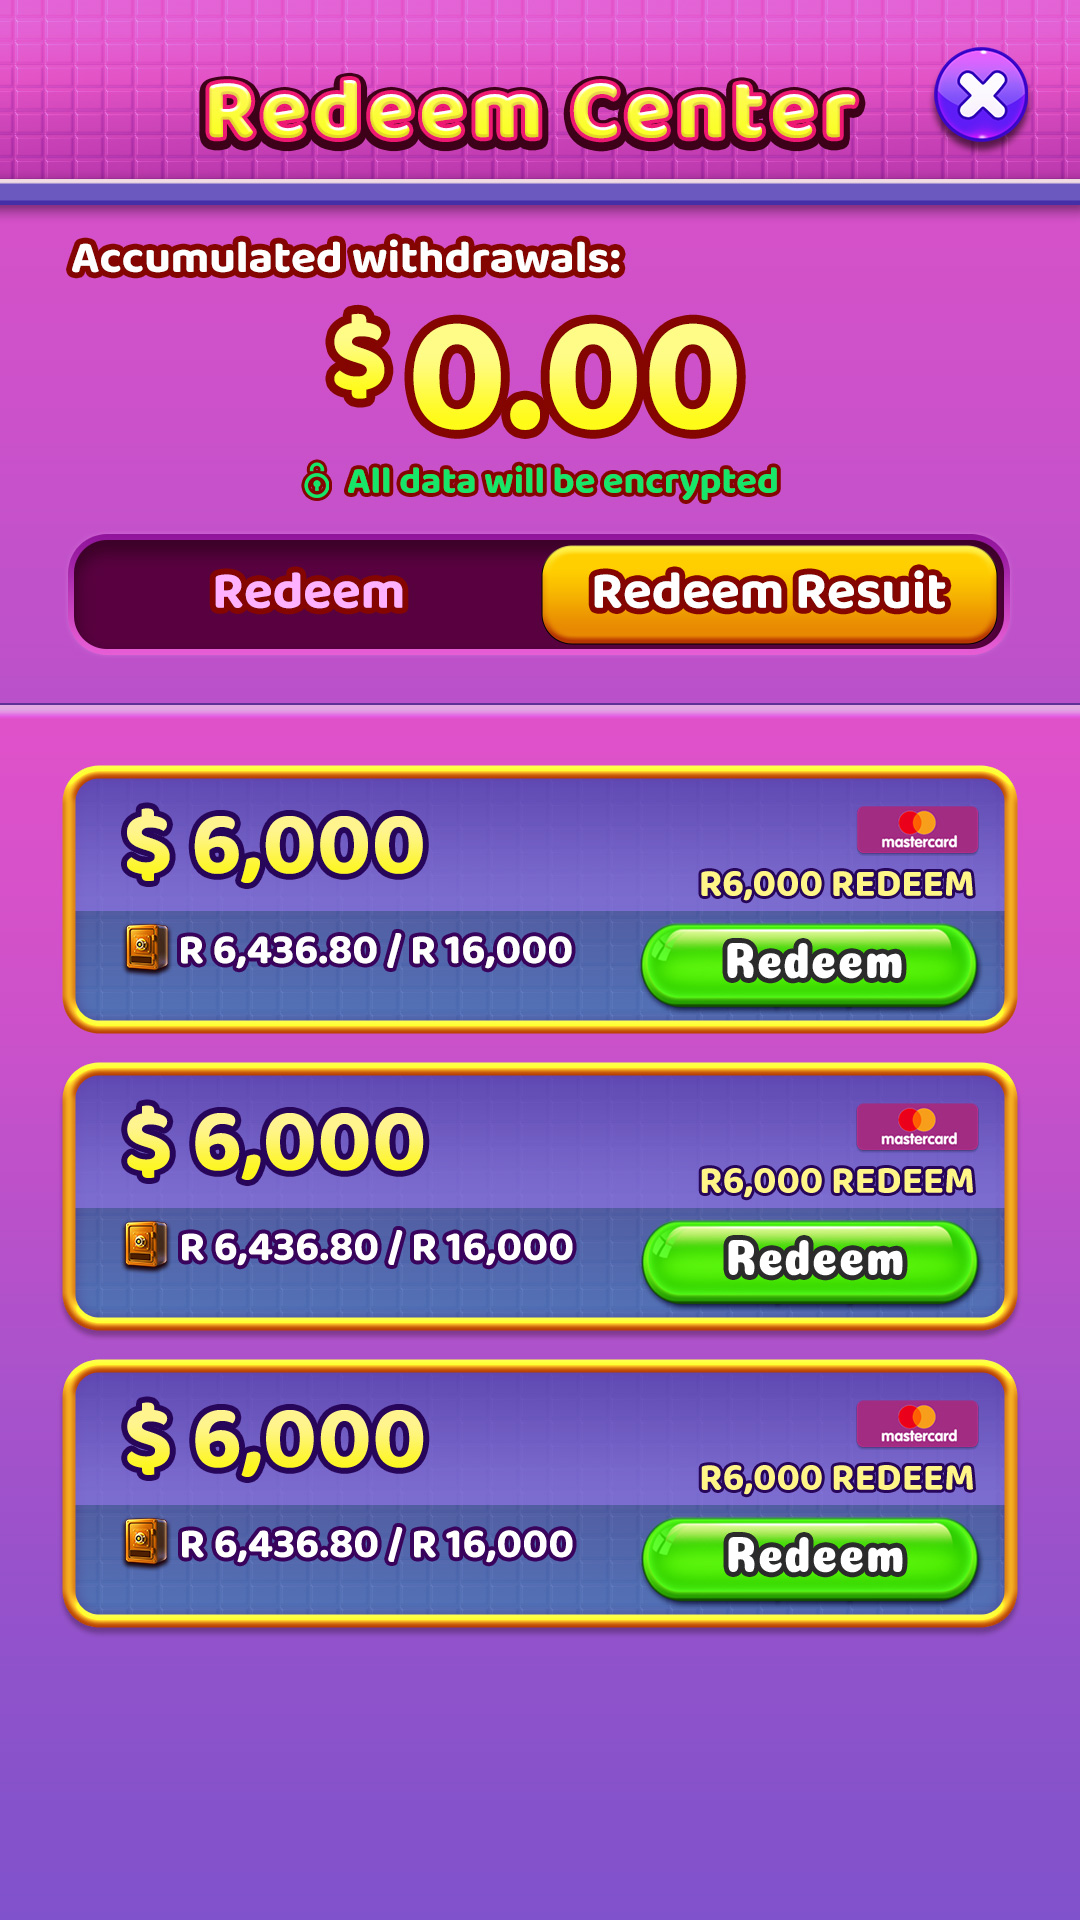 Redeem Center
Accumulated withdrawals:
$0.00
All data will be encrypted
Redeem
Redeem Resuit
$ 6,000
mastercard
R6,000 REDEEM
R 6,436.80 / R 16,000
Redeem
$ 6,000
mastercard
R6,000 REDEEM
R 6,436.80 / R 16,000
Redeem
$ 6,000
mastercard
R6,000 REDEEM
R 6,436.80 / R 16,000
Redeem